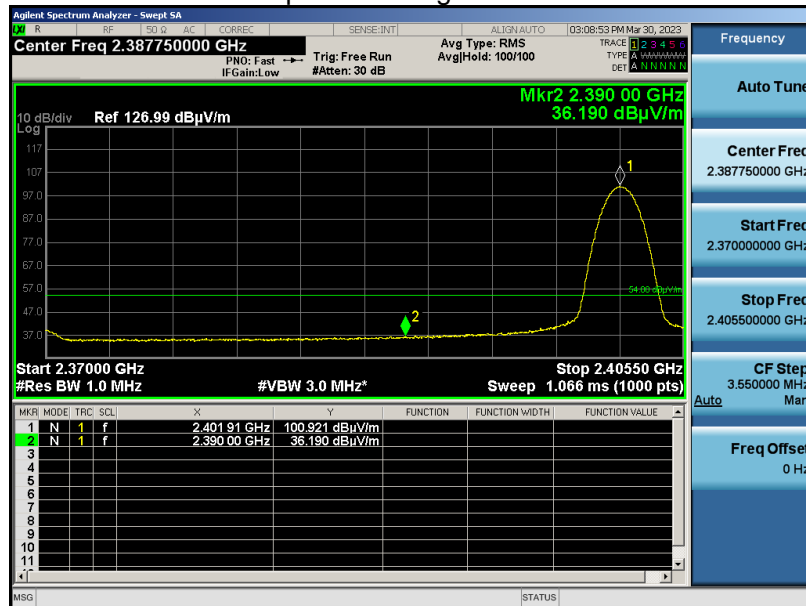 Agilent Spectrum Analyzer - Swept SA
R RF 50 Ω AC CORREC SENSE:INT ALIGN AUTO 03:08:53 PM Mar 30, 2023
Center Freq 2.387750000 GHz Avg Type: RMS TRACE 1 2 3 4 5 6
PNO: Fast Trig: Free Run Avg|Hold: 100/100 TYPE A WWWWW
IFGain:Low #Atten: 30 dB DET A N N N N N
Mkr2 2.390 00 GHz
10 dB/div Ref 126.99 dBµV/m 36.190 dBµV/m
Log
117
107
97.0
87.0
77.0
67.0
57.0
47.0
37.0
1
54.00 dBµV/m
2
Start 2.37000 GHz Stop 2.40550 GHz
#Res BW 1.0 MHz #VBW 3.0 MHz* Sweep 1.066 ms (1000 pts)
MKR MODE TRC SCL X Y FUNCTION FUNCTION WIDTH FUNCTION VALUE
1 N 1 f 2.401 91 GHz 100.921 dBµV/m
2 N 1 f 2.390 00 GHz 36.190 dBµV/m
3
4
5
6
7
8
9
10
11
MSG STATUS
Frequency
Auto Tune
Center Freq
2.387750000 GHz
Start Freq
2.370000000 GHz
Stop Freq
2.405500000 GHz
CF Step
3.550000 MHz
Auto Man
Freq Offset
0 Hz